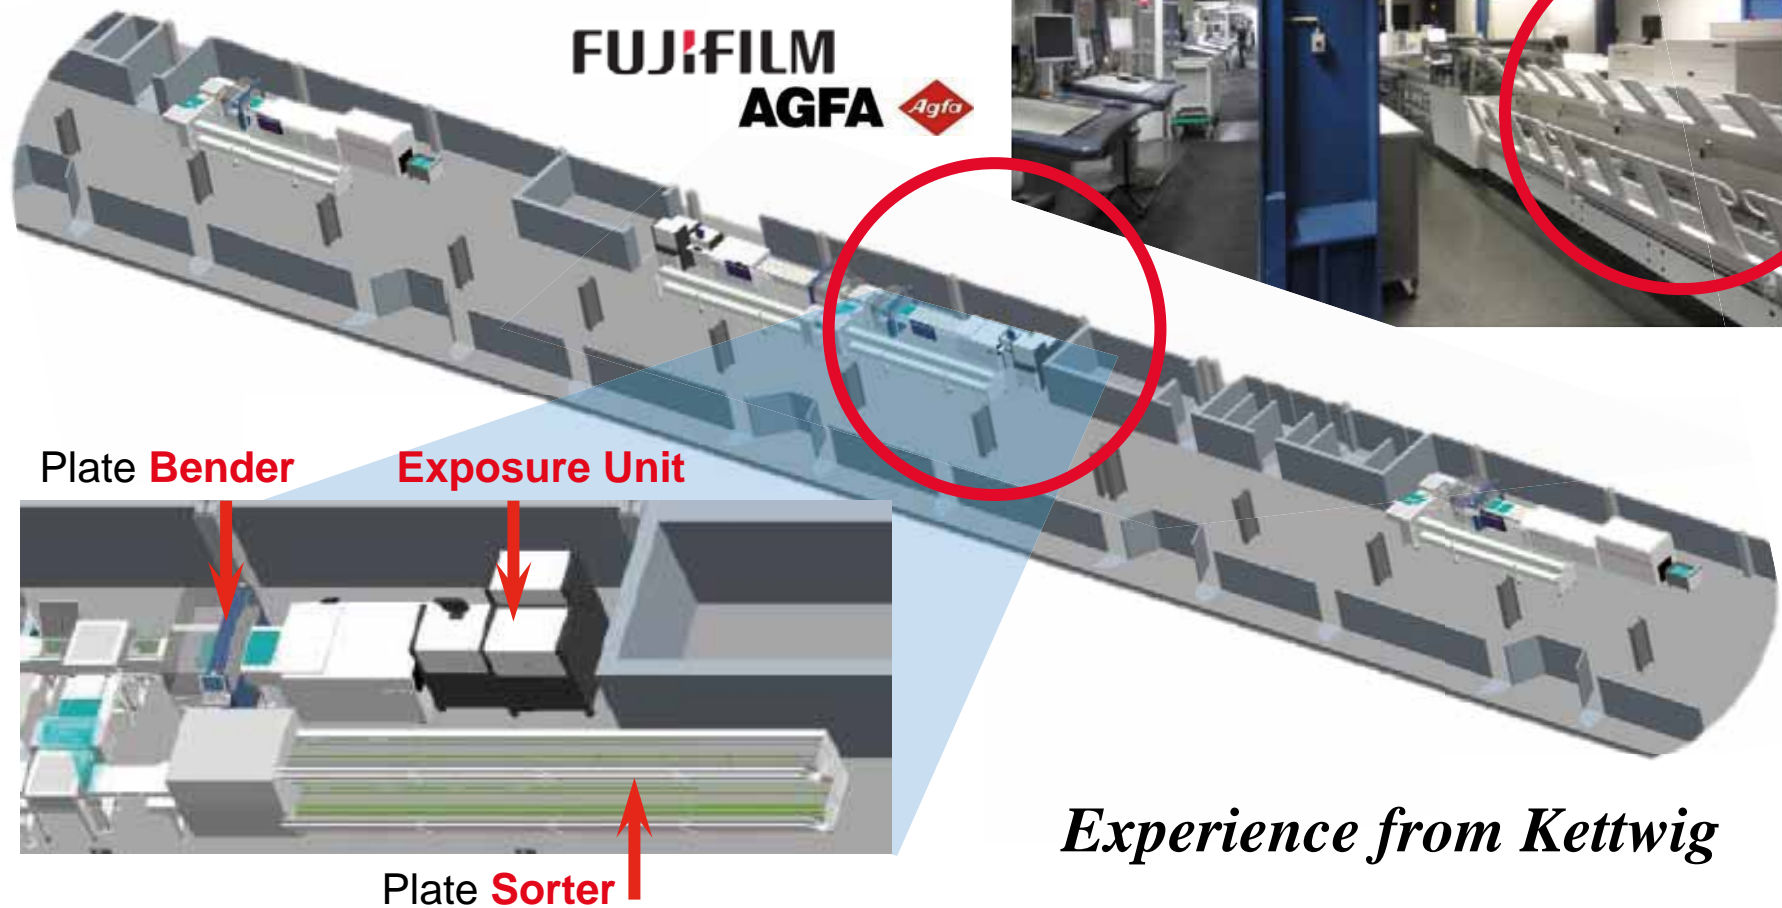 FUJIFILM
AGFA Agfa
Plate Bender
Exposure Unit
Plate Sorter
Experience from Kettwig